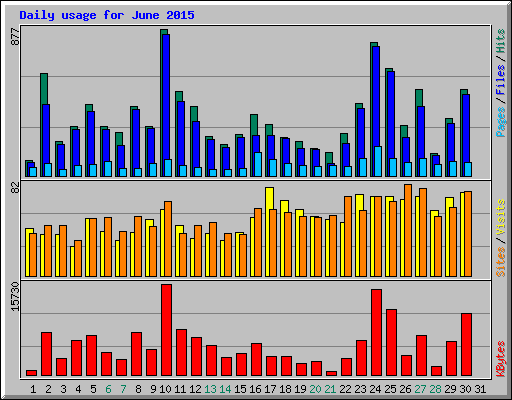 Daily usage for June 2015
877
Pages / Files / Hits
82
Sites / Visits
15730
KBytes
1 2 3 4 5 6 7 8 9 10 11 12 13 14 15 16 17 18 19 20 21 22 23 24 25 26 27 28 29 30 31